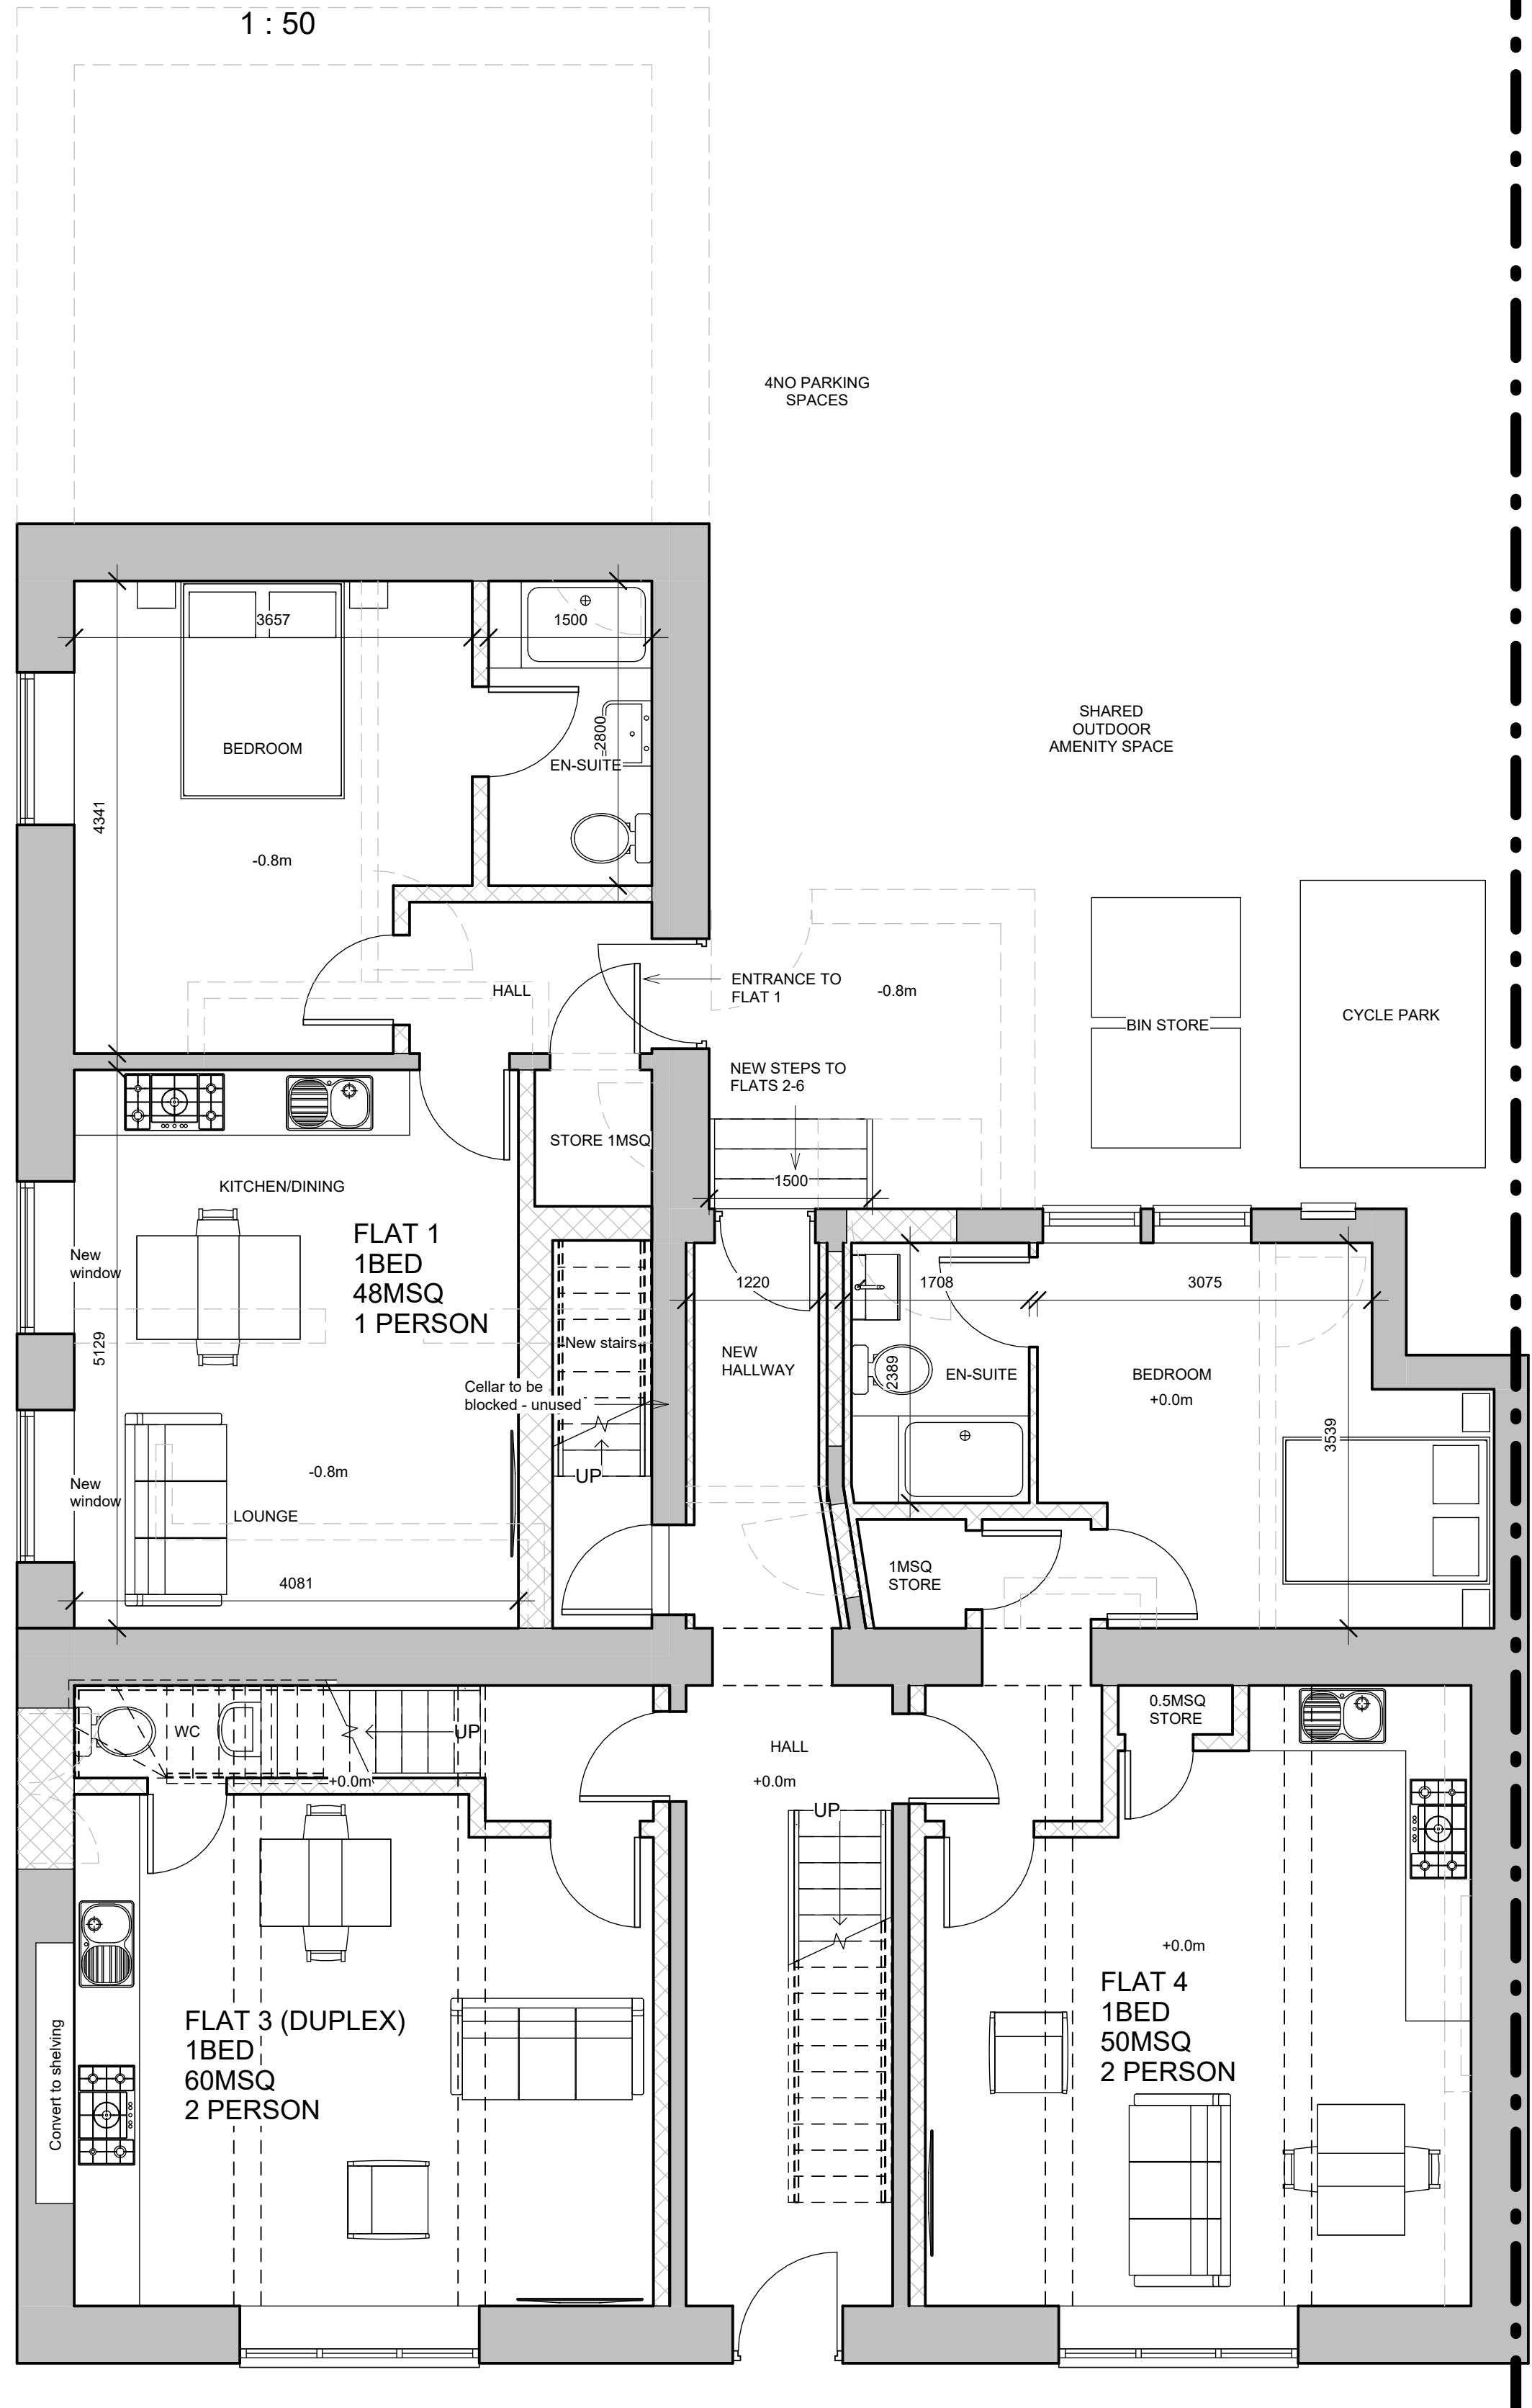 1 : 50
4NO PARKING
SPACES
3657
1500
2800
BEDROOM
EN-SUITE
4341
-0.8m
SHARED
OUTDOOR
AMENITY SPACE
HALL
ENTRANCE TO
FLAT 1
-0.8m
BIN STORE
CYCLE PARK
NEW STEPS TO
FLATS 2-6
STORE 1MSQ
1500
KITCHEN/DINING
FLAT 1
1BED
48MSQ
1 PERSON
New
window
5129
New stairs
Cellar to be
blocked - unused
UP
-0.8m
New
window
LOUNGE
4081
1220
NEW
HALLWAY
1708
2389
EN-SUITE
3075
BEDROOM
+0.0m
3539
1MSQ
STORE
WC
UP
+0.0m
HALL
+0.0m
UP
0.5MSQ
STORE
FLAT 3 (DUPLEX)
1BED
60MSQ
2 PERSON
Convert to shelving
+0.0m
FLAT 4
1BED
50MSQ
2 PERSON